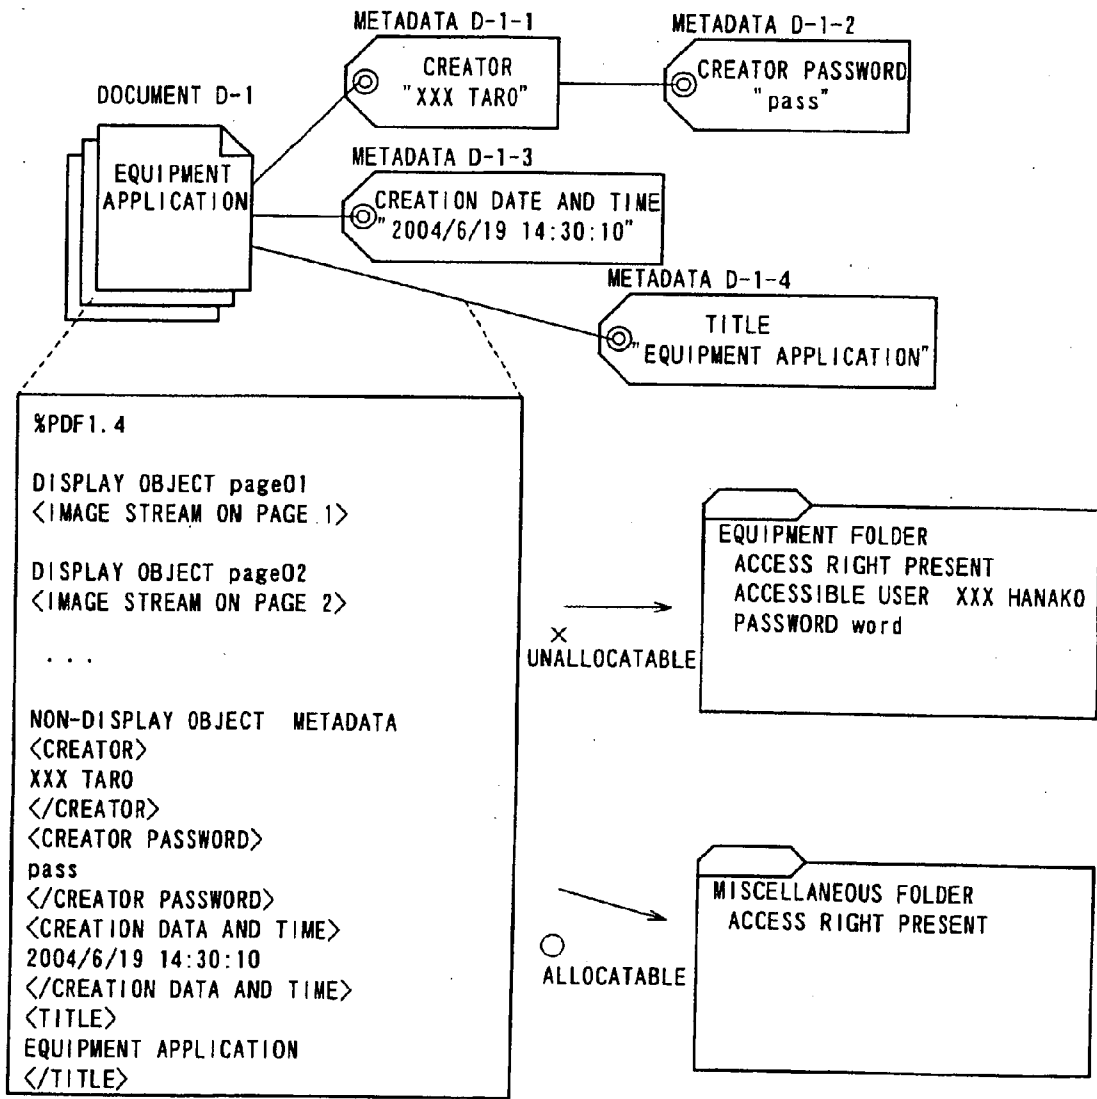 METADATA D-1-1
CREATOR
"XXX TARO"
METADATA D-1-2
CREATOR PASSWORD
"pass"
DOCUMENT D-1
EQUIPMENT
APPLICATION
METADATA D-1-3
CREATION DATE AND TIME
"2004/6/19 14:30:10"
METADATA D-1-4
TITLE
"EQUIPMENT APPLICATION"
%PDF1.4
DISPLAY OBJECT page01
<IMAGE STREAM ON PAGE 1>
DISPLAY OBJECT page02
<IMAGE STREAM ON PAGE 2>
...
NON-DISPLAY OBJECT METADATA
<CREATOR>
XXX TARO
</CREATOR>
<CREATOR PASSWORD>
pass
</CREATOR PASSWORD>
<CREATION DATA AND TIME>
2004/6/19 14:30:10
</CREATION DATA AND TIME>
<TITLE>
EQUIPMENT APPLICATION
</TITLE>
×
UNALLOCATABLE
EQUIPMENT FOLDER
ACCESS RIGHT PRESENT
ACCESSIBLE USER XXX HANAKO
PASSWORD word
○
ALLOCATABLE
MISCELLANEOUS FOLDER
ACCESS RIGHT PRESENT